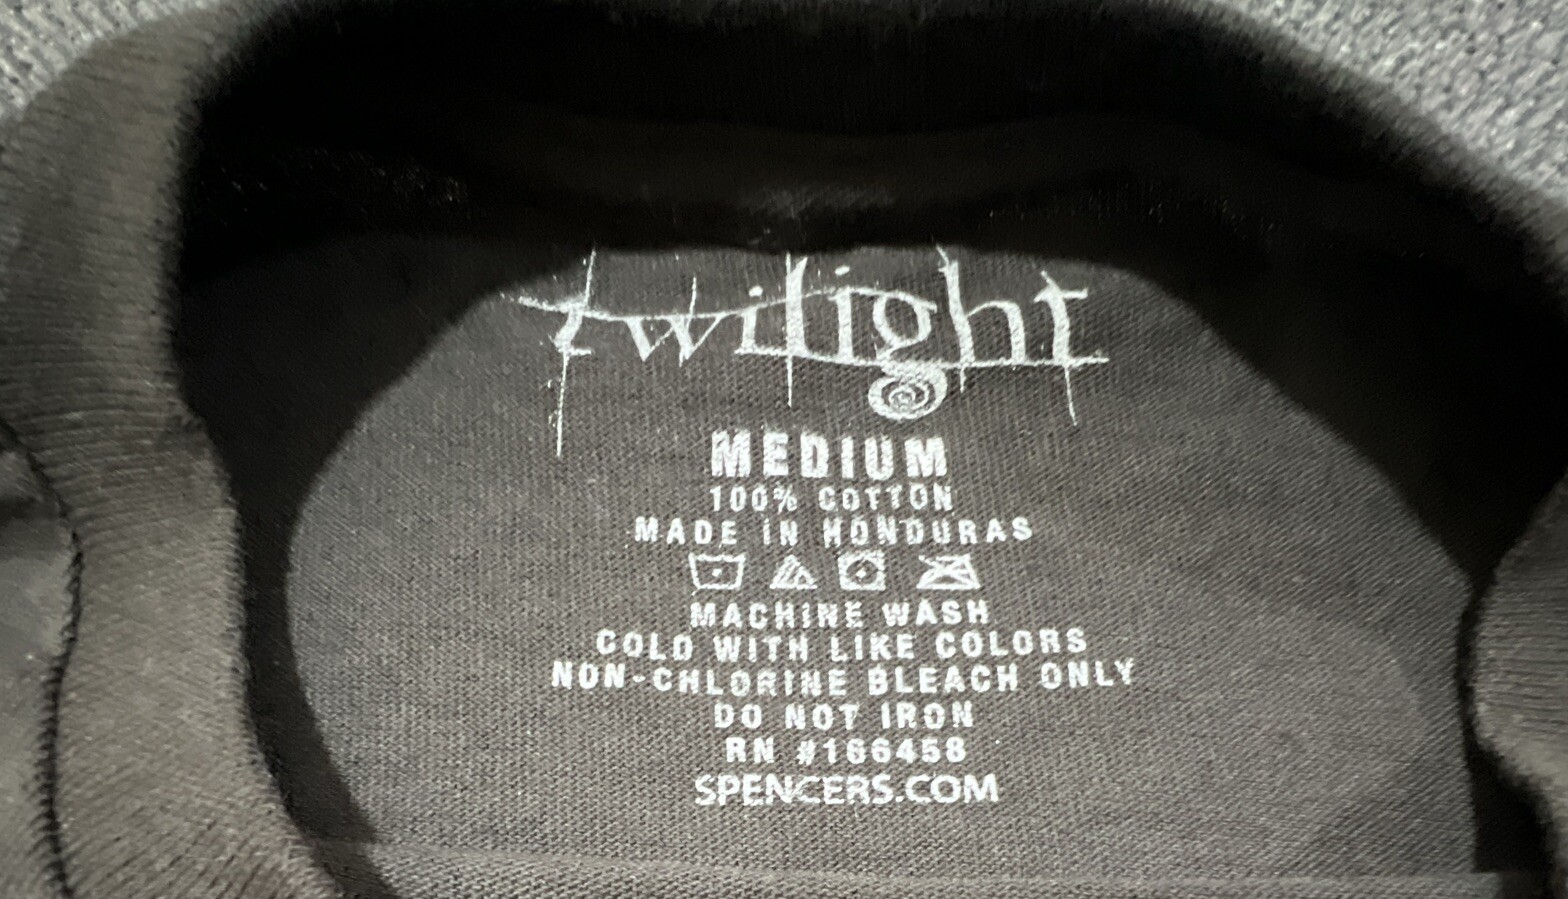 twilight
MEDIUM
100% COTTON
MADE IN HONDURAS
MACHINE WASH
COLD WITH LIKE COLORS
NON-CHLORINE BLEACH ONLY
DO NOT IRON
RN #166458
SPENCERS.COM